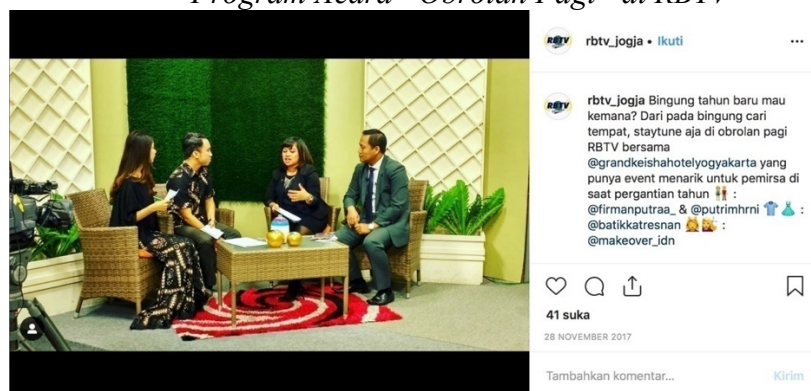 Program Acara "Obrolan Pagi" di RBTV
RBTV
rbtv_jogja • Ikuti
RBTV
rbtv_jogja Bingung tahun baru mau
kemana? Dari pada bingung cari
tempat, staytune aja di obrolan pagi
RBTV bersama
@grandkeishahotelyogyakarta yang
punya event menarik untuk pemirsa di
saat pergantian tahun 👫 :
@firmanputraa_ & @putrimhrni 👕👗 :
@batikkatresnan 👸💁 :
@makeover_idn
41 suka
28 NOVEMBER 2017
Tambahkan komentar...
Kirim